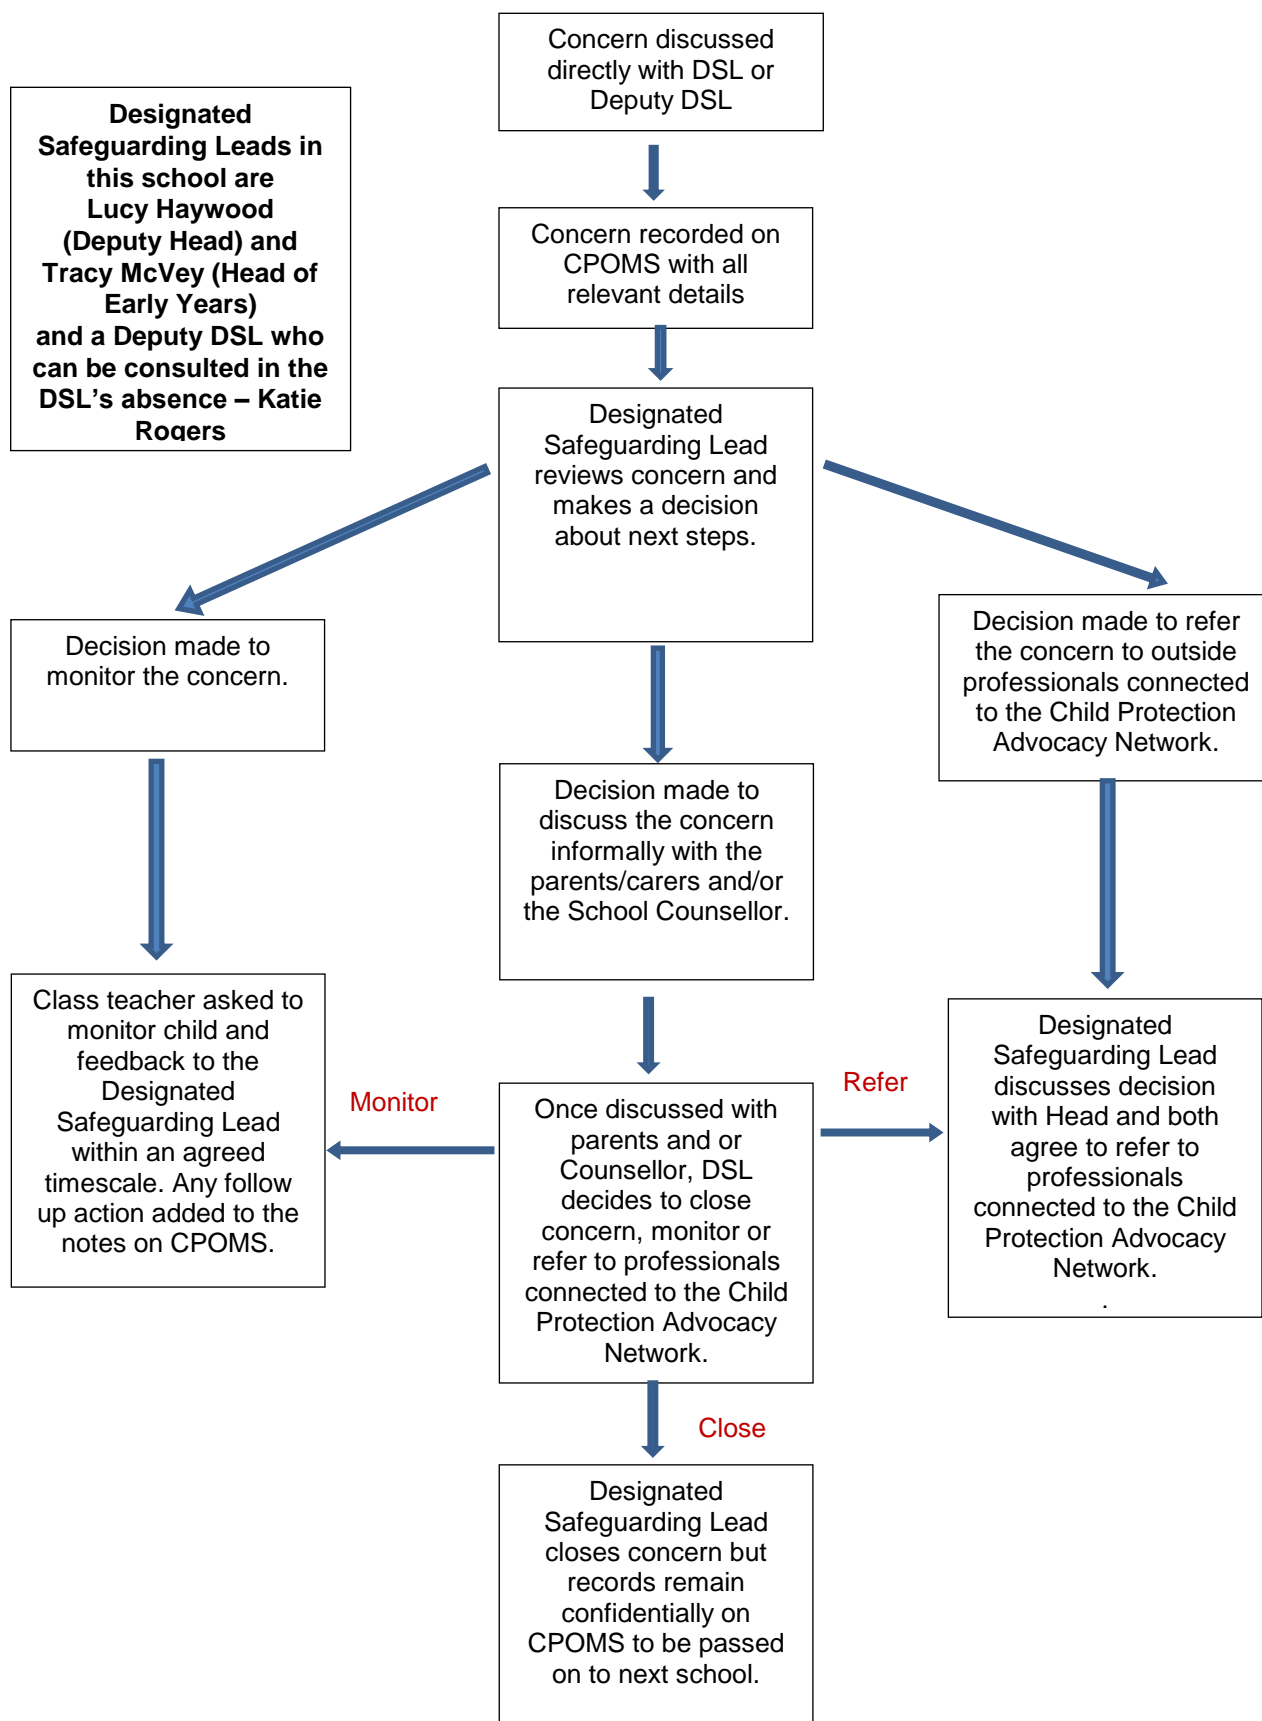 Concern discussed
directly with DSL or
Deputy DSL
Designated
Safeguarding Leads in
this school are
Lucy Haywood
(Deputy Head) and
Tracy McVey (Head of
Early Years)
and a Deputy DSL who
can be consulted in the
DSL’s absence – Katie
Rogers
Concern recorded on
CPOMS with all
relevant details
Designated
Safeguarding Lead
reviews concern and
makes a decision
about next steps.
Decision made to
monitor the concern.
Decision made to refer
the concern to outside
professionals connected
to the Child Protection
Advocacy Network.
Decision made to
discuss the concern
informally with the
parents/carers and/or
the School Counsellor.
Class teacher asked to
monitor child and
feedback to the
Designated
Safeguarding Lead
within an agreed
timescale. Any follow
up action added to the
notes on CPOMS.
Monitor
Once discussed with
parents and or
Counsellor, DSL
decides to close
concern, monitor or
refer to professionals
connected to the Child
Protection Advocacy
Network.
Refer
Designated
Safeguarding Lead
discusses decision
with Head and both
agree to refer to
professionals
connected to the Child
Protection Advocacy
Network.
.
Close
Designated
Safeguarding Lead
closes concern but
records remain
confidentially on
CPOMS to be passed
on to next school.